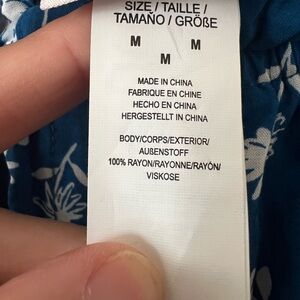 SIZE / TAILLE /
TAMAÑO / GRÖßE
M M
M
MADE IN CHINA
FABRIQUE EN CHINE
HECHO EN CHINA
HERGESTELLT IN CHINA
BODY/CORPS/EXTERIOR/
AUßENSTOFF
100% RAYON/RAYONNE/RAYÓN/
VISKOSE